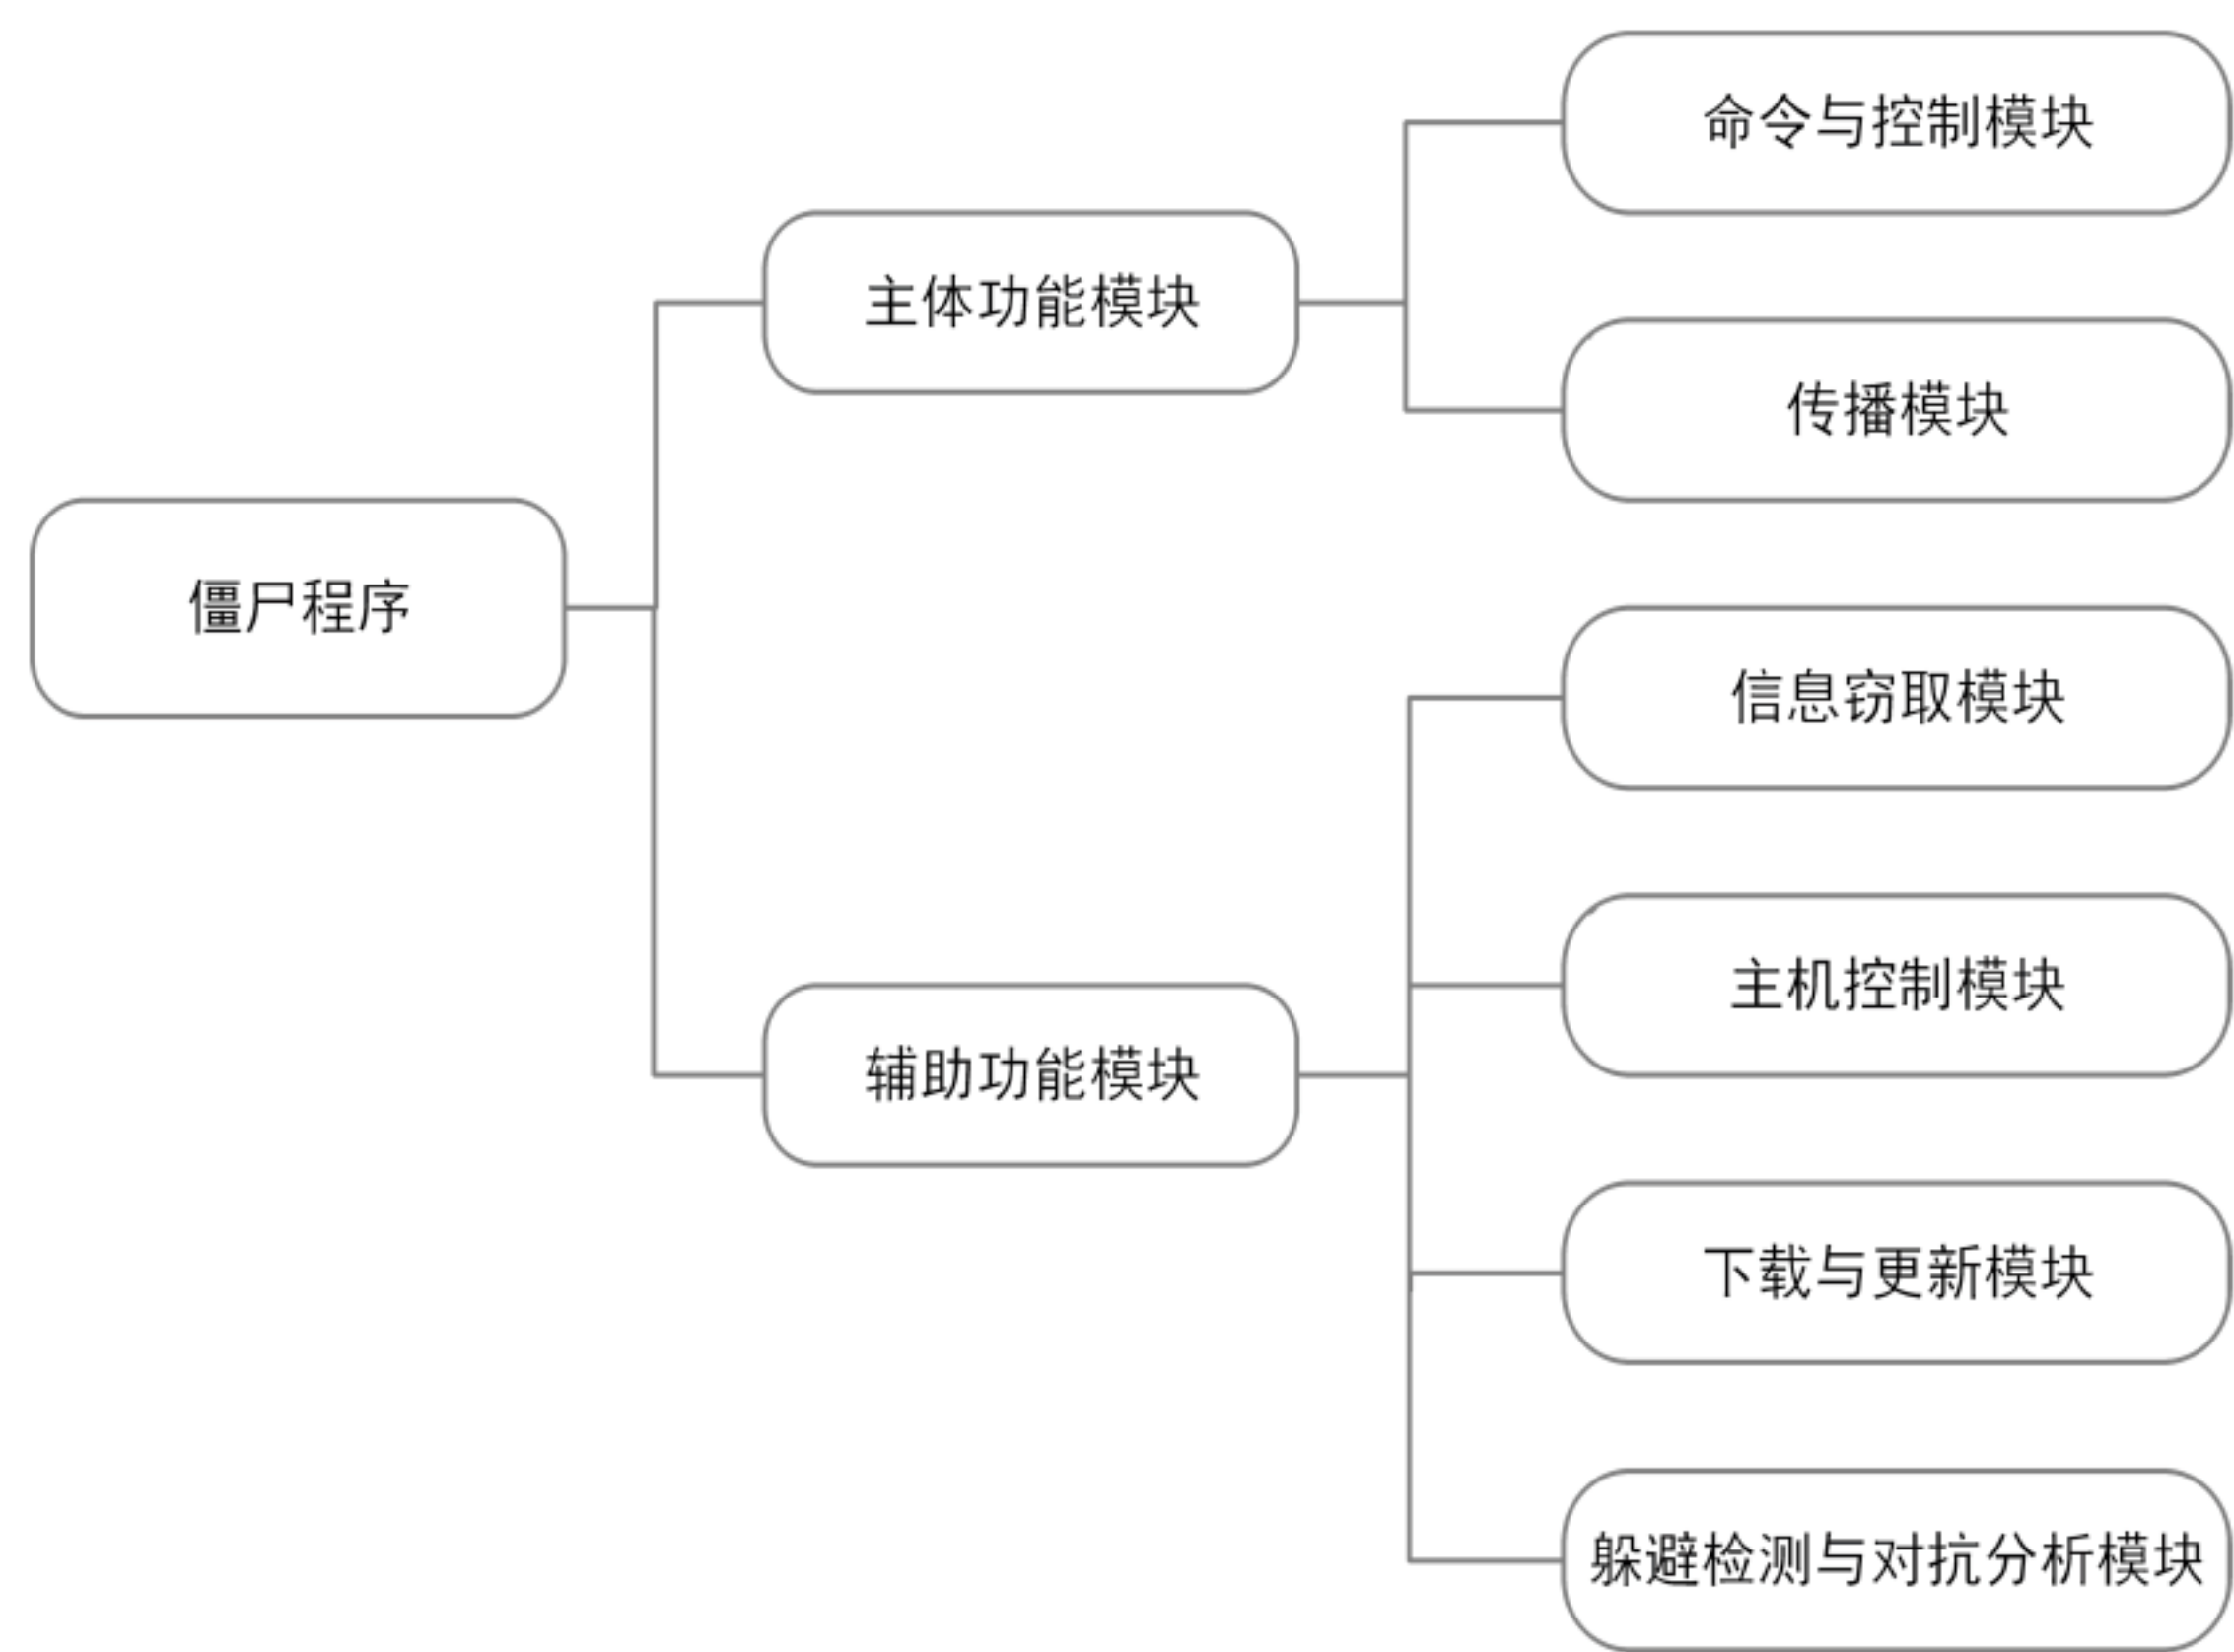 命令与控制模块
主体功能模块
传播模块
僵尸程序
信息窃取模块
主机控制模块
辅助功能模块
下载与更新模块
躲避检测与对抗分析模块